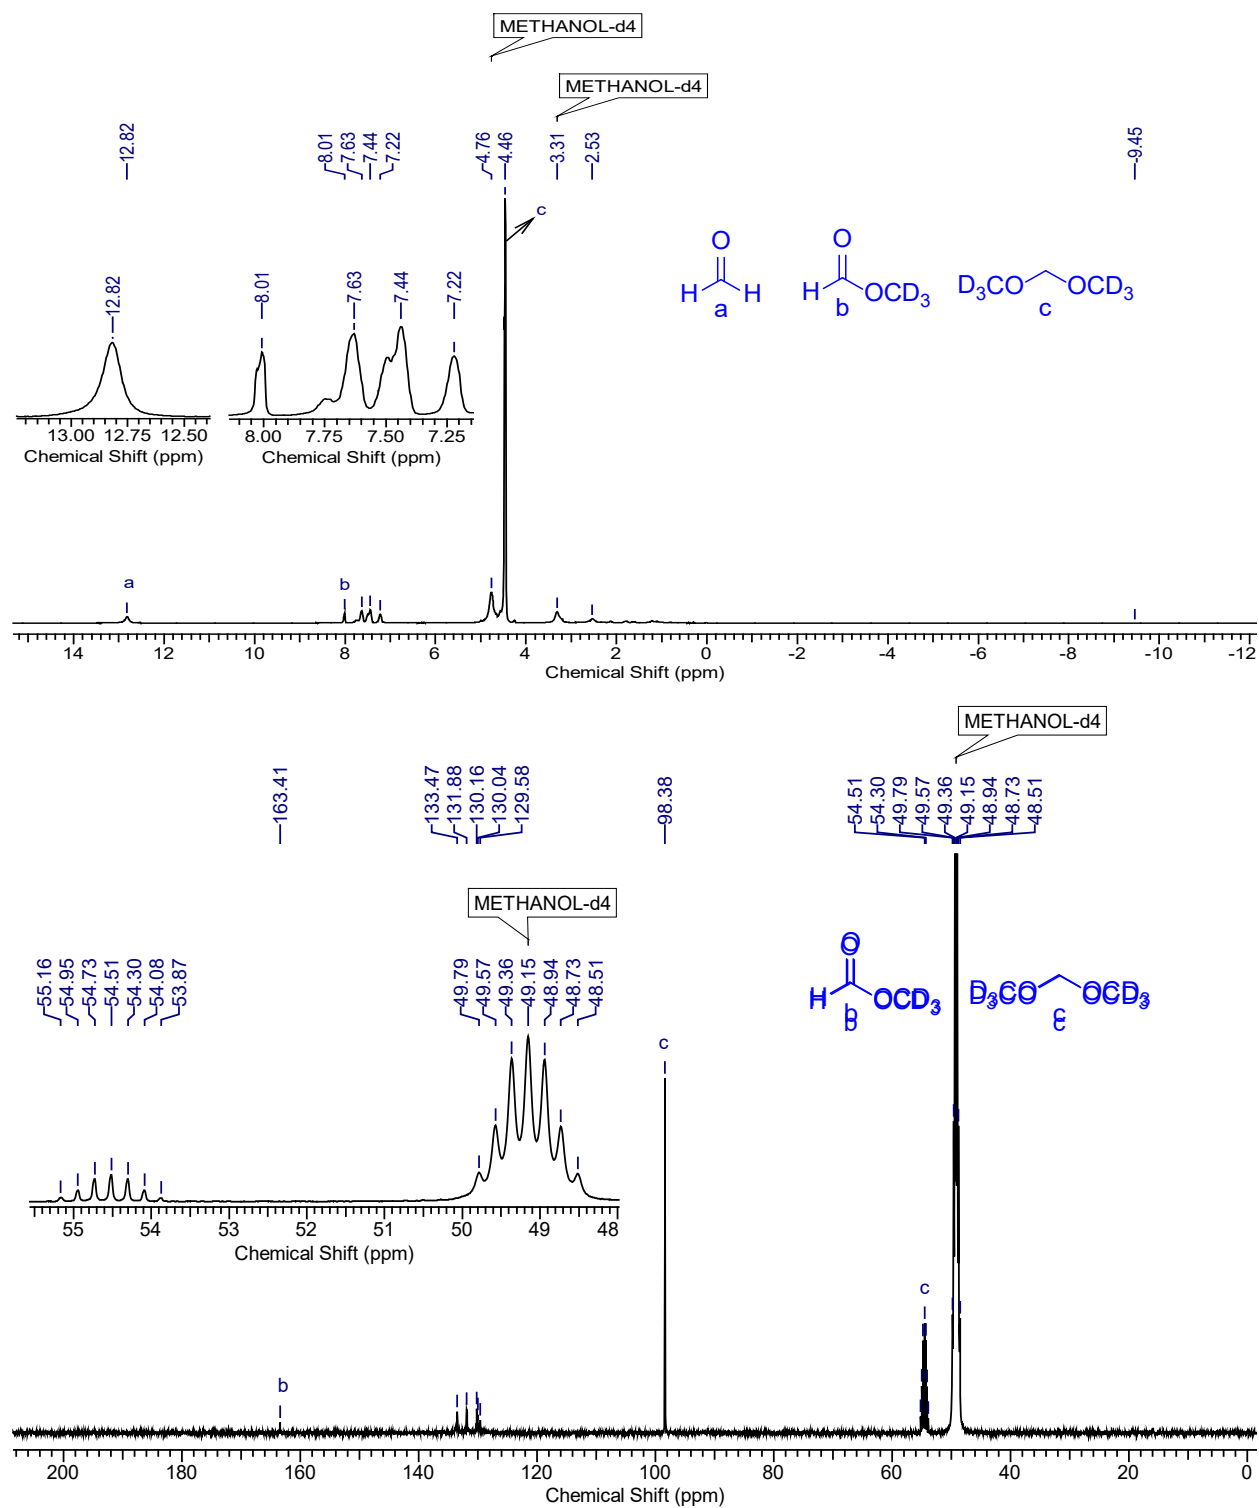 METHANOL-d4
METHANOL-d4
12.82
8.01
7.63
7.44
7.22
4.76
4.46
3.31
2.53
-9.45
c
12.82
8.01
7.63
7.44
7.22
O
H H
a
O
H OCD3
b
D3CO OCD3
c
13.00 12.75 12.50
Chemical Shift (ppm)
8.00 7.75 7.50 7.25
Chemical Shift (ppm)
a
b
14 12 10 8 6 4 2 0 -2 -4 -6 -8 -10 -12
Chemical Shift (ppm)
METHANOL-d4
163.41
133.47
131.88
130.16
130.04
129.58
98.38
54.51
54.30
49.79
49.57
49.36
49.15
48.94
48.73
48.51
METHANOL-d4
55.16
54.95
54.73
54.51
54.30
54.08
53.87
49.79
49.57
49.36
49.15
48.94
48.73
48.51
O
H OCD3
b
D3CO OCD3
c
c
55 54 53 52 51 50 49 48
Chemical Shift (ppm)
c
b
200 180 160 140 120 100 80 60 40 20 0
Chemical Shift (ppm)